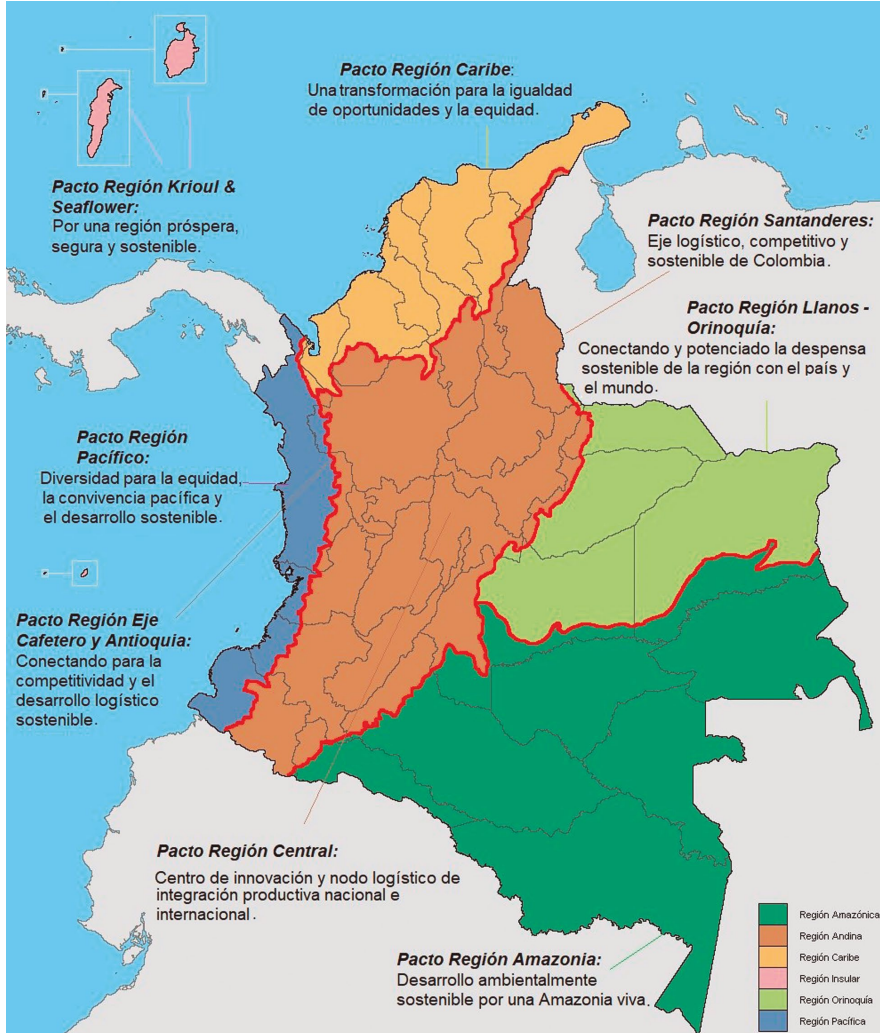 Pacto Región Caribe:
Una transformación para la igualdad
de oportunidades y la equidad.
Pacto Región Krioul &
Seaflower:
Por una región próspera,
segura y sostenible.
Pacto Región Santanderes:
Eje logístico, competitivo y
sostenible de Colombia.
Pacto Región Llanos -
Orinoquía:
Conectando y potenciado la despensa
sostenible de la región con el país y
el mundo.
Pacto Región
Pacífico:
Diversidad para la equidad,
la convivencia pacífica y
el desarrollo sostenible.
Pacto Región Eje
Cafetero y Antioquia:
Conectando para la
competitividad y el
desarrollo logístico
sostenible.
Pacto Región Central:
Centro de innovación y nodo logístico de
integración productiva nacional e
internacional.
Pacto Región Amazonia:
Desarrollo ambientalmente
sostenible por una Amazonia viva.
Región Amazónica
Región Andina
Región Caribe
Región Insular
Región Orinoquía
Región Pacífica